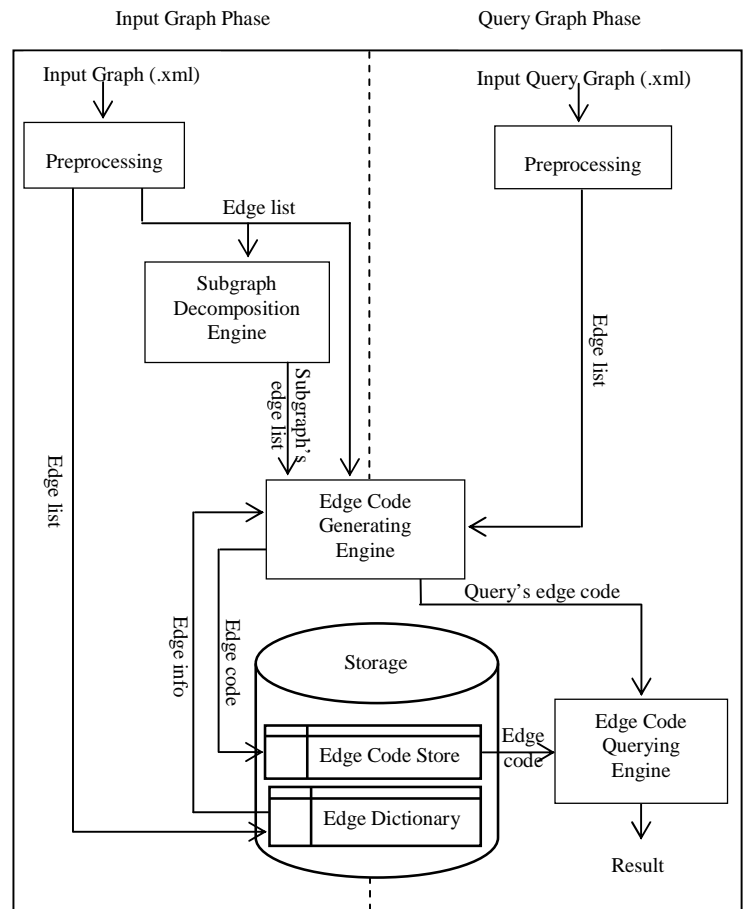 Input Graph Phase
Query Graph Phase
Input Graph (.xml)
Input Query Graph (.xml)
Preprocessing
Preprocessing
Edge list
Subgraph
Decomposition
Engine
Edge list
Subgraph's
edge list
Edge list
Edge Code
Generating
Engine
Query's edge code
Edge info
Edge code
Storage
Edge Code Store
Edge
code
Edge Code
Querying
Engine
Edge Dictionary
Result